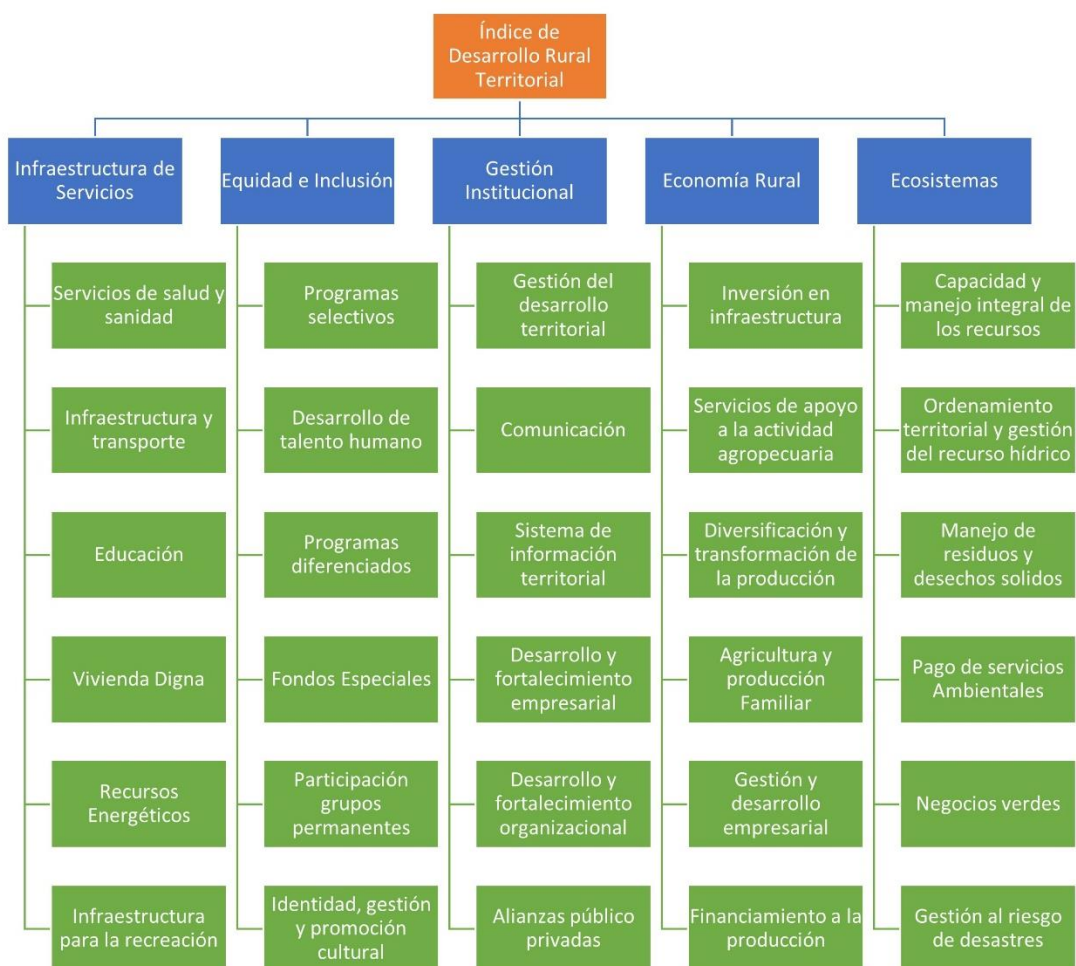 Índice de
Desarrollo Rural
Territorial
Infraestructura de
Servicios
Servicios de salud y
sanidad
Infraestructura y
transporte
Educación
Vivienda Digna
Recursos
Energéticos
Infraestructura
para la recreación
Equidad e Inclusión
Programas
selectivos
Desarrollo de
talento humano
Programas
diferenciados
Fondos Especiales
Participación
grupos
permanentes
Identidad, gestión
y promoción
cultural
Gestión
Institucional
Gestión del
desarrollo
territorial
Comunicación
Sistema de
información
territorial
Desarrollo y
fortalecimiento
empresarial
Desarrollo y
fortalecimiento
organizacional
Alianzas público
privadas
Economía Rural
Inversión en
infraestructura
Servicios de apoyo
a la actividad
agropecuaria
Diversificación y
transformación de
la producción
Agricultura y
producción
Familiar
Gestión y
desarrollo
empresarial
Financiamiento a la
producción
Ecosistemas
Capacidad y
manejo integral de
los recursos
Ordenamiento
territorial y gestión
del recurso hídrico
Manejo de
residuos y
desechos solidos
Pago de servicios
Ambientales
Negocios verdes
Gestión al riesgo
de desastres